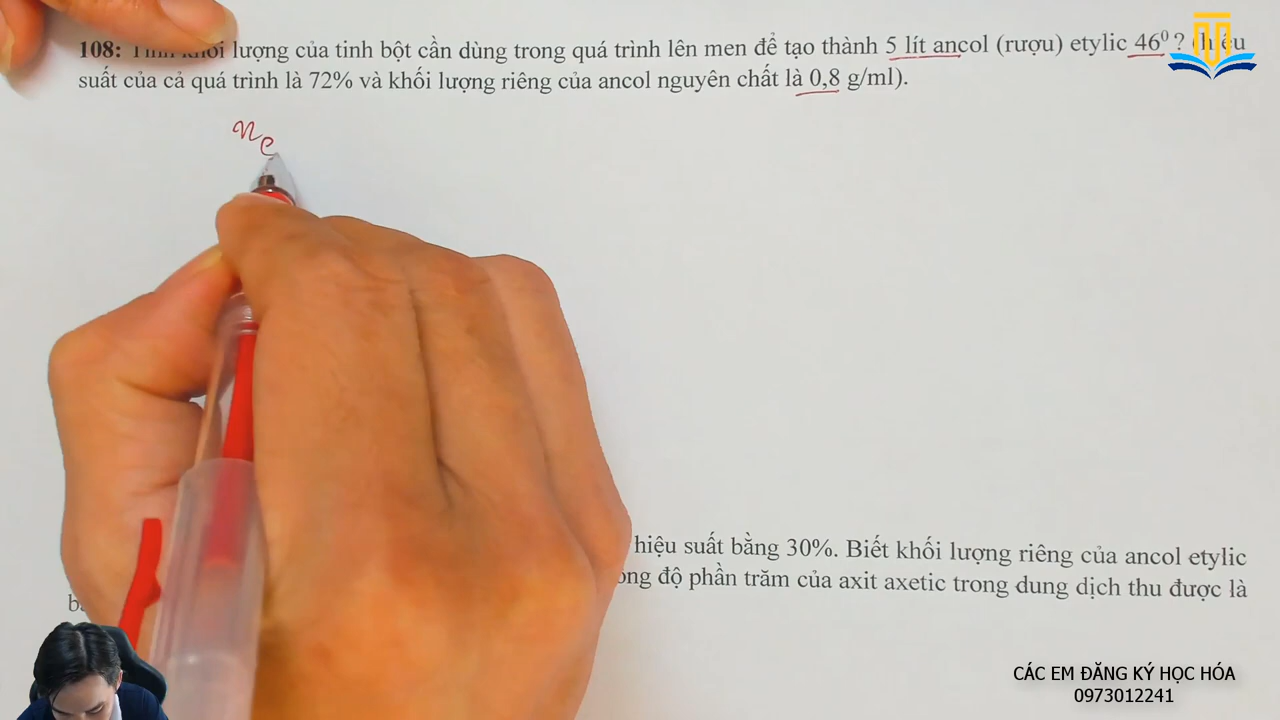 108: Tính khối lượng của tinh bột cần dùng trong quá trình lên men để tạo thành 5 lít ancol (rượu) etylic 46⁰ ? (hiệu
suất của cả quá trình là 72% và khối lượng riêng của ancol nguyên chất là 0,8 g/ml).
n
hiệu suất bằng 30%. Biết khối lượng riêng của ancol etylic
độ phần trăm của axit axetic trong dung dịch thu được là
CÁC EM ĐĂNG KÝ HỌC HÓA
0973012241